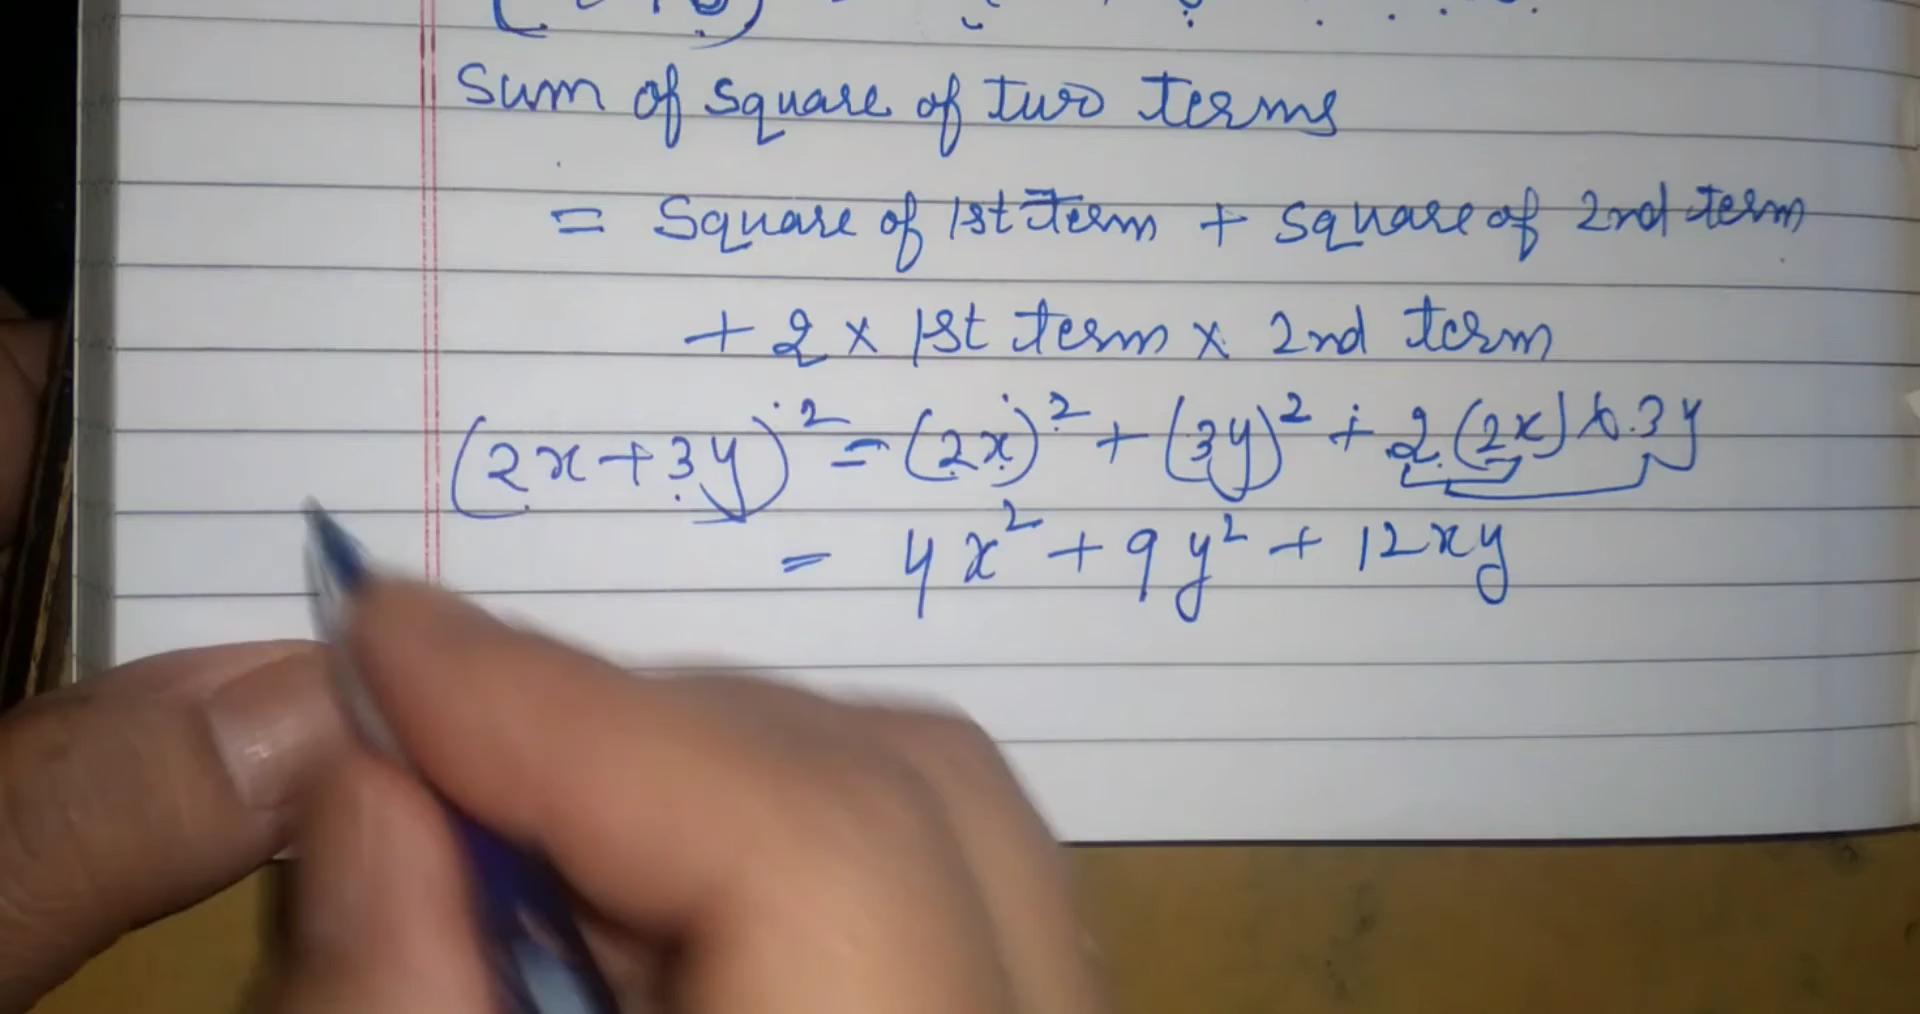 Sum of square of two terms
= Square of 1st term + square of 2nd term
+ 2 × 1st term × 2nd term
(2x+3y)² = (2x)² + (3y)² + 2(2x)×3y
= 4x² + 9y² + 12xy